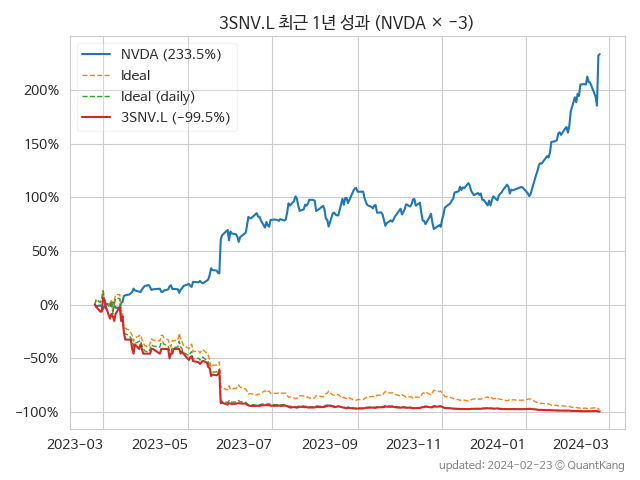 3SNV.L 최근 1년 성과 (NVDA × −3)
NVDA (233.5%)
Ideal
Ideal (daily)
3SNV.L (−99.5%)
200%
150%
100%
50%
0%
−50%
−100%
2023-03 2023-05 2023-07 2023-09 2023-11 2024-01 2024-03
updated: 2024-02-23 ⓒ QuantKang